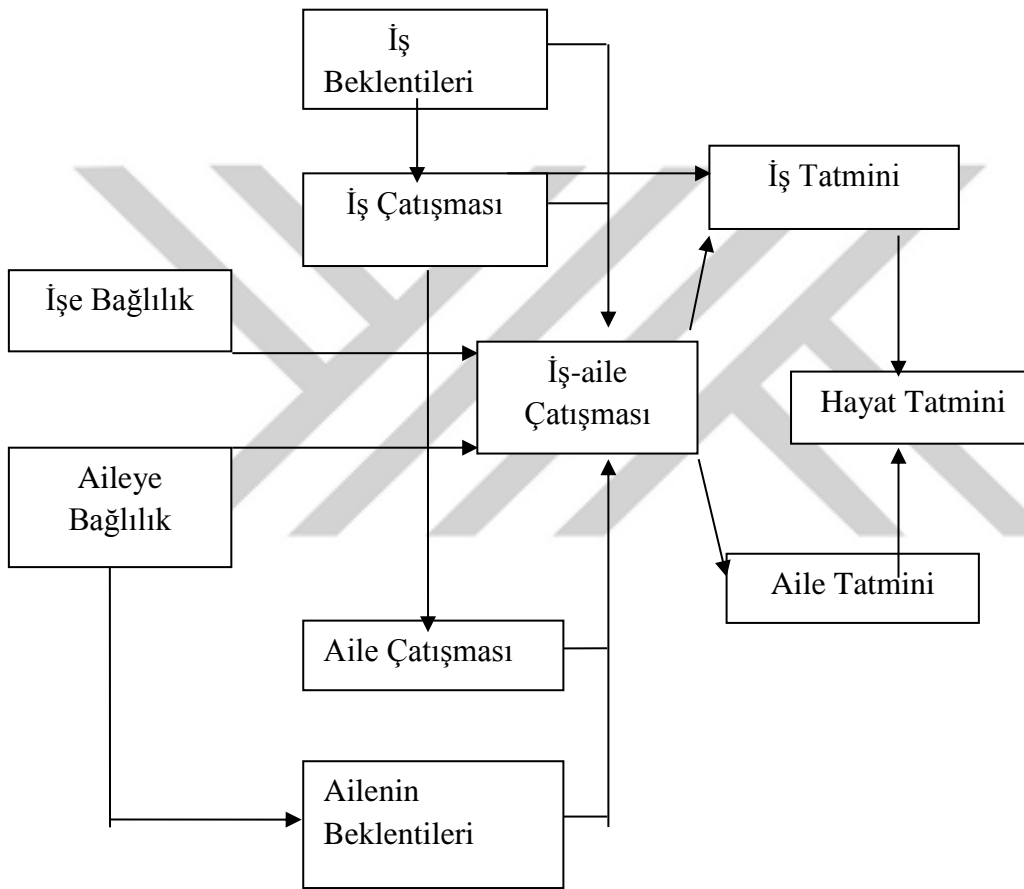 İş
Beklentileri
İş Çatışması
İş Tatmini
İşe Bağlılık
İş-aile
Çatışması
Hayat Tatmini
Aileye
Bağlılık
Aile Tatmini
Aile Çatışması
Ailenin
Beklentileri